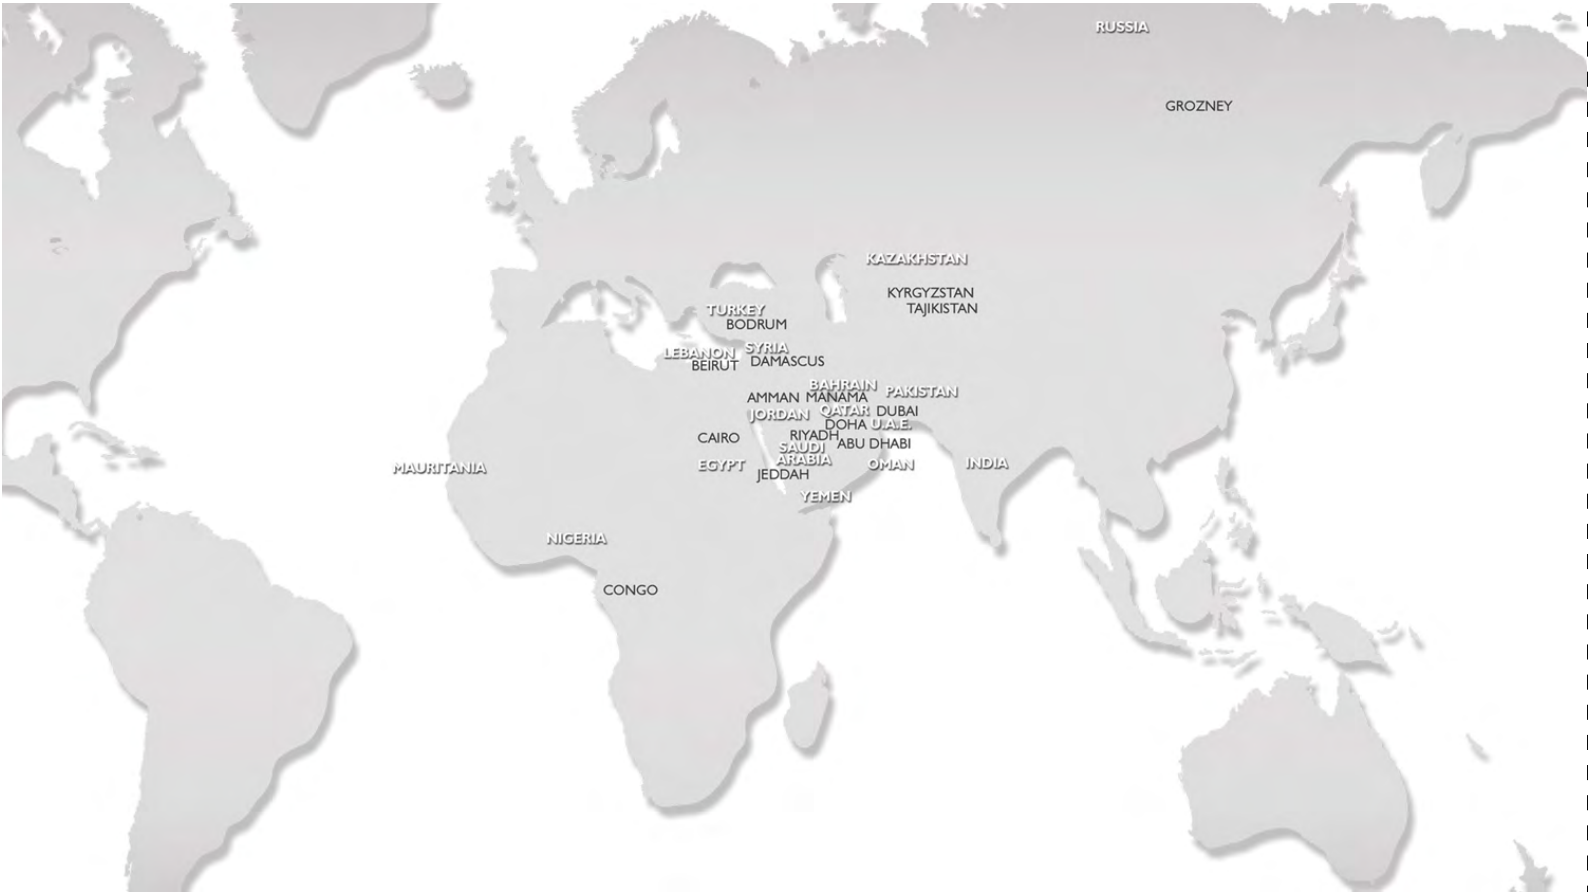 RUSSIA
GROZNEY
KAZAKHSTAN
KYRGYZSTAN
TAJIKISTAN
TURKEY
BODRUM
LEBANON
BEIRUT
SYRIA
DAMASCUS
BAHRAIN
MANAMA
PAKISTAN
AMMAN
JORDAN
QATAR
DOHA
DUBAI
U.A.E.
ABU DHABI
RIYADH
SAUDI
ARABIA
JEDDAH
CAIRO
EGYPT
OMAN
INDIA
YEMEN
MAURITANIA
NIGERIA
CONGO